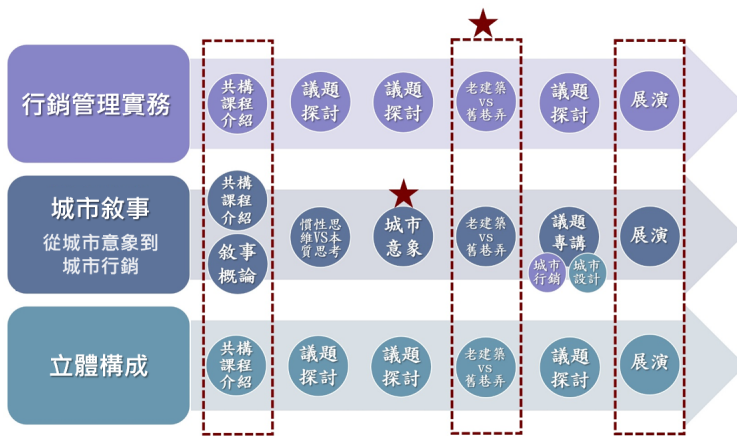 行銷管理實務
共構
課程
介紹
議題
探討
議題
探討
老建築
vs
舊巷弄
議題
探討
展演
城市敘事
從城市意象到
城市行銷
共構
課程
介紹
敘事
概論
慣性思
維VS本
質思考
城市
意象
老建築
vs
舊巷弄
議題
專講
城市
行銷
城市
設計
展演
立體構成
共構
課程
介紹
議題
探討
議題
探討
老建築
vs
舊巷弄
議題
探討
展演